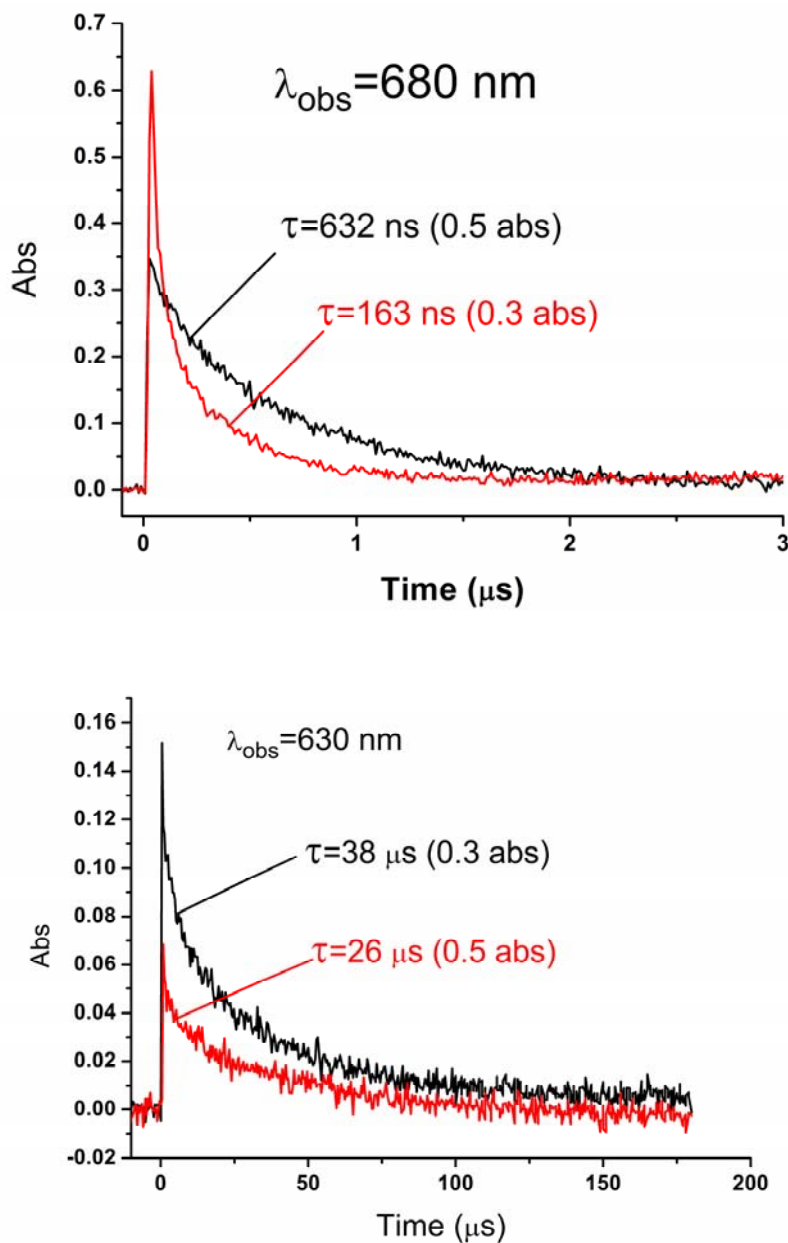 0.7
λobs=680 nm
0.6
0.5
τ=632 ns (0.5 abs)
0.4
Abs
0.3
τ=163 ns (0.3 abs)
0.2
0.1
0.0
0 1 2 3
Time (μs)
0.16
λobs=630 nm
0.14
0.12
τ=38 μs (0.3 abs)
0.10
0.08
Abs
0.06
τ=26 μs (0.5 abs)
0.04
0.02
0.00
-0.02
0 50 100 150 200
Time (μs)